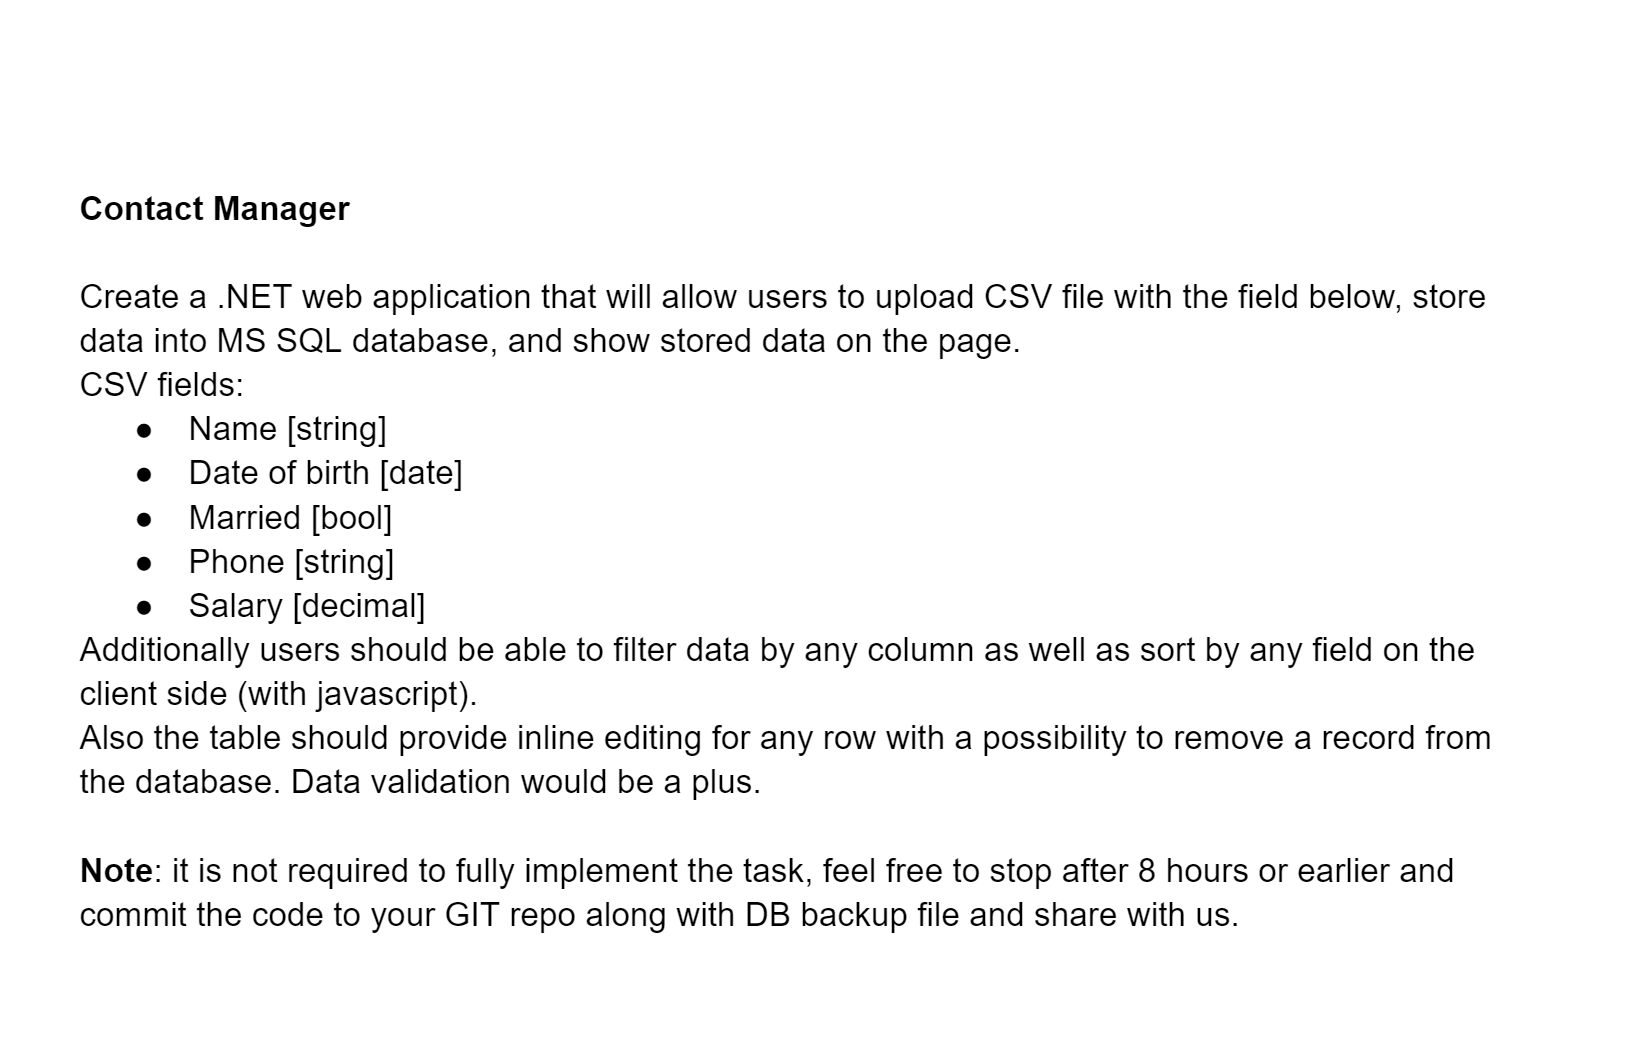 Contact Manager
Create a .NET web application that will allow users to upload CSV file with the field below, store
data into MS SQL database, and show stored data on the page.
CSV fields:
● Name [string]
● Date of birth [date]
● Married [bool]
● Phone [string]
● Salary [decimal]
Additionally users should be able to filter data by any column as well as sort by any field on the
client side (with javascript).
Also the table should provide inline editing for any row with a possibility to remove a record from
the database. Data validation would be a plus.
Note: it is not required to fully implement the task, feel free to stop after 8 hours or earlier and
commit the code to your GIT repo along with DB backup file and share with us.